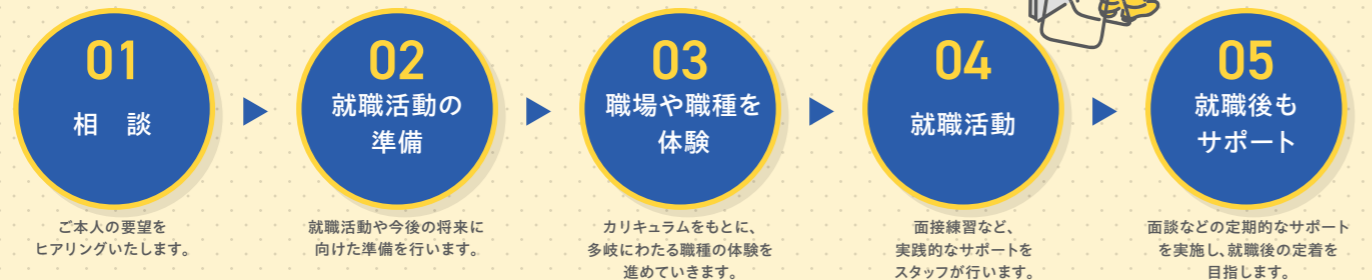 01
相　談
ご本人の要望を
ヒアリングいたします。
02
就職活動の
準備
就職活動や今後の将来に
向けた準備を行います。
03
職場や職種を
体験
カリキュラムをもとに、
多岐にわたる職種の体験を
進めていきます。
04
就職活動
面接練習など、
実践的なサポートを
スタッフが行います。
05
就職後も
サポート
面談などの定期的なサポート
を実施し、就職後の定着を
目指します。